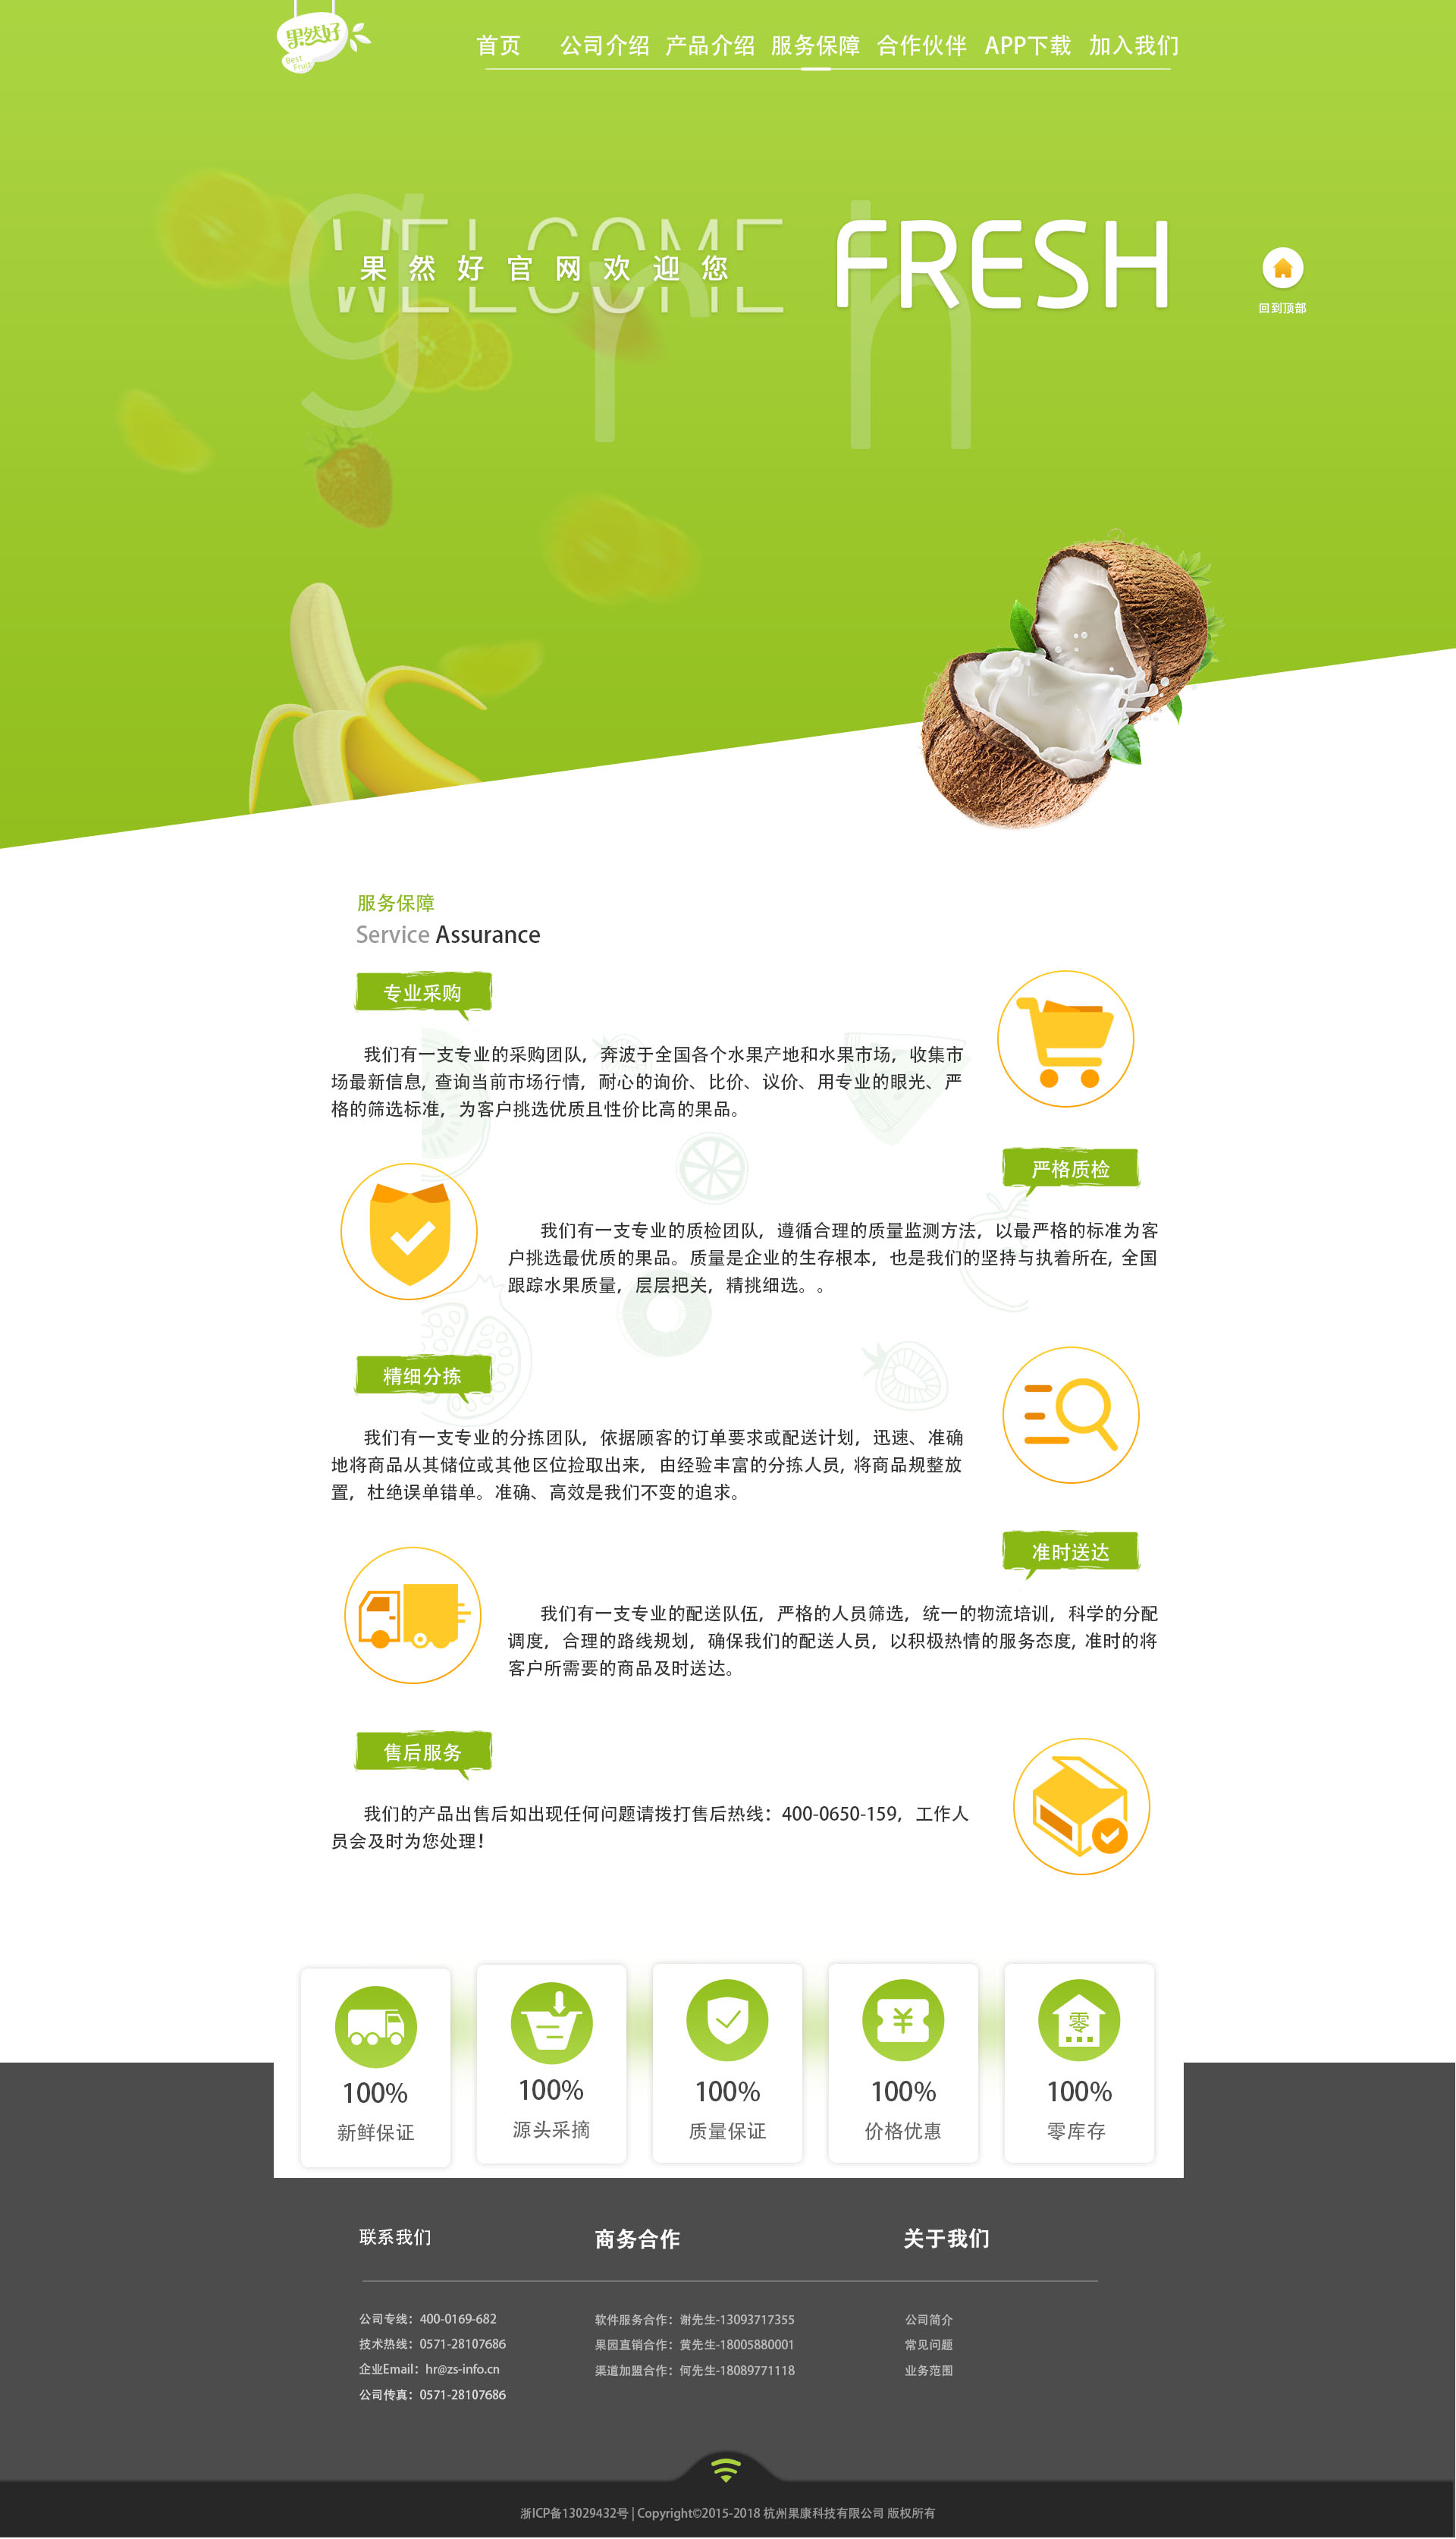 果然好
Best
Fruit
首页 公司介绍 产品介绍 服务保障 合作伙伴 APP下载 加入我们
g r h
WELCOME
果然好官网欢迎您
FRESH
回到顶部
服务保障
Service Assurance
专业采购
我们有一支专业的采购团队，奔波于全国各个水果产地和水果市场，收集市
场最新信息, 查询当前市场行情，耐心的询价、比价、议价、用专业的眼光、严
格的筛选标准，为客户挑选优质且性价比高的果品。
严格质检
我们有一支专业的质检团队，遵循合理的质量监测方法，以最严格的标准为客
户挑选最优质的果品。质量是企业的生存根本，也是我们的坚持与执着所在, 全国
跟踪水果质量，层层把关，精挑细选。。
精细分拣
我们有一支专业的分拣团队，依据顾客的订单要求或配送计划，迅速、准确
地将商品从其储位或其他区位捡取出来，由经验丰富的分拣人员, 将商品规整放
置，杜绝误单错单。准确、高效是我们不变的追求。
准时送达
我们有一支专业的配送队伍，严格的人员筛选，统一的物流培训，科学的分配
调度，合理的路线规划，确保我们的配送人员，以积极热情的服务态度, 准时的将
客户所需要的商品及时送达。
售后服务
我们的产品出售后如出现任何问题请拨打售后热线：400-0650-159，工作人
员会及时为您处理！
零
100% 100% 100% 100% 100%
新鲜保证 源头采摘 质量保证 价格优惠 零库存
联系我们 商务合作 关于我们
公司专线：400-0169-682 软件服务合作：谢先生-13093717355 公司简介
技术热线：0571-28107686 果园直销合作：黄先生-18005880001 常见问题
企业Email：hr@zs-info.cn 渠道加盟合作：何先生-18089771118 业务范围
公司传真：0571-28107686
浙ICP备13029432号 | Copyright©2015-2018 杭州果康科技有限公司 版权所有